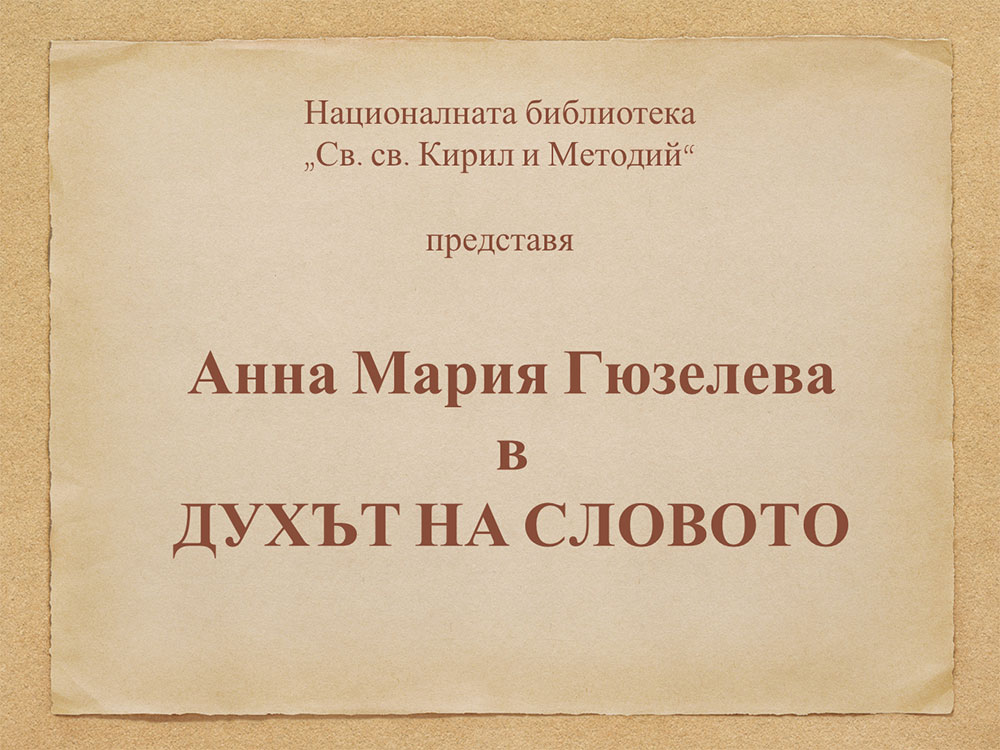 Националната библиотека
„Св. св. Кирил и Методий“
представя
Анна Мария Гюзелева
в
ДУХЪТ НА СЛОВОТО